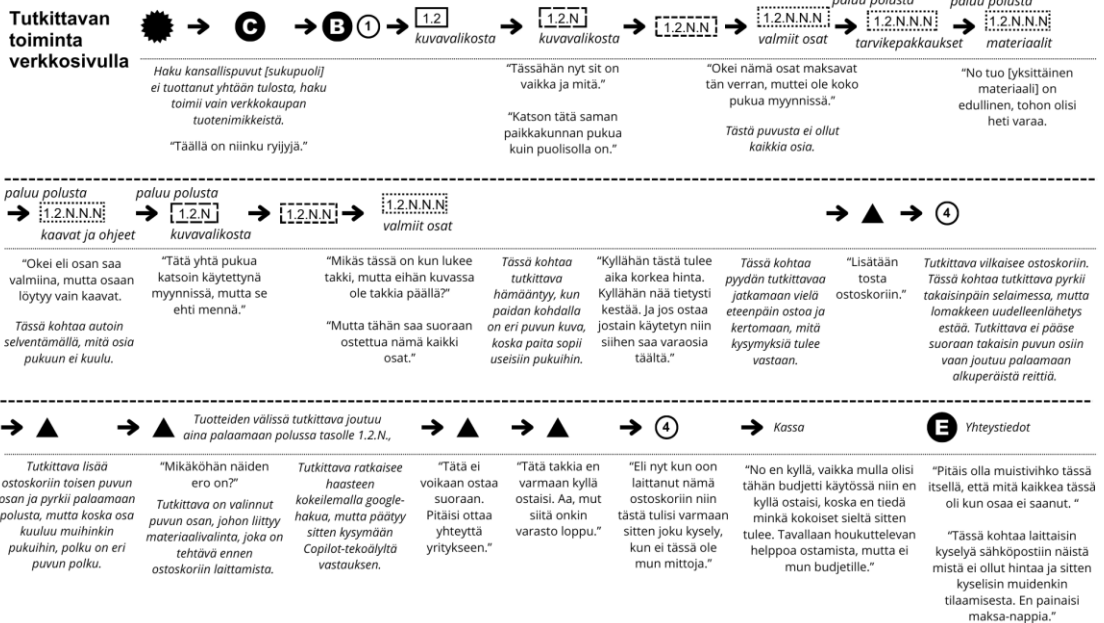 Tutkittavan
toiminta
verkkosivulla
C
B
1
1.2
kuvavalikosta
1.2.N
kuvavalikosta
1.2.N.N
1.2.N.N.N
valmiit osat
paluu polusta
1.2.N.N.N
tarvikepakkaukset
paluu polusta
1.2.N.N.N
materiaalit
Haku kansallispuvut [sukupuoli]
ei tuottanut yhtään tulosta, haku
toimii vain verkkokaupan
tuotenimikkeistä.
“Täällä on niinku ryijyjä.”
“Tässähän nyt sit on
vaikka ja mitä.”
“Katson tätä saman
paikkakunnan pukua
kuin puolisolla on.”
“Okei nämä osat maksavat
tän verran, muttei ole koko
pukua myynnissä.”
Tästä puvusta ei ollut
kaikkia osia.
“No tuo [yksittäinen
materiaali] on
edullinen, tohon olisi
heti varaa.
paluu polusta
1.2.N.N.N
kaavat ja ohjeet
paluu polusta
1.2.N
kuvavalikosta
1.2.N.N
1.2.N.N.N
valmiit osat
4
“Okei eli osan saa
valmiina, mutta osaan
löytyy vain kaavat.
Tässä kohtaa autoin
selventämällä, mitä osia
pukuun ei kuulu.
“Tätä yhtä pukua
katsoin käytettynä
myynnissä, mutta se
ehti mennä.”
“Mikäs tässä on kun lukee
takki, mutta eihän kuvassa
ole takkia päällä?”
“Mutta tähän saa suoraan
ostettua nämä kaikki
osat.”
Tässä kohtaa
tutkittava
hämääntyy, kun
paidan kohdalla
on eri puvun kuva,
koska paita sopii
useisiin pukuihin.
“Kyllähän tästä tulee
aika korkea hinta.
Kyllähän nää tietysti
kestää. Ja jos ostaa
jostain käytetyn niin
siihen saa varaosia
täältä.”
Tässä kohtaa
pyydän tutkittavaa
jatkamaan vielä
eteenpäin ostoa ja
kertomaan, mitä
kysymyksiä tulee
vastaan.
“Lisätään
tosta
ostoskoriin.”
Tutkittava vilkaisee ostoskorin.
Tässä kohtaa tutkittava pyrkii
takaisinpäin selaimessa, mutta
lomakkeen uudelleenlähetys
estää. Tutkittava ei pääse
suoraan takaisin puvun osiin
vaan joutuu palaamaan
alkuperäistä reittiä.
Tuotteiden välissä tutkittava joutuu
aina palaamaan polussa tasolle 1.2.N.,
4
Kassa
E
Yhteystiedot
Tutkittava lisää
ostoskoriin toisen puvun
osan ja pyrkii palaamaan
polusta, mutta koska osa
kuuluu muihinkin
pukuihin, polku on eri
puvun polku.
“Mikäköhän näiden
ero on?”
Tutkittava on valinnut
puvun osan, johon liittyy
materiaalivalinta, joka on
tehtävä ennen
ostoskoriin laittamista.
Tutkittava ratkaisee
haasteen
kokeilemalla google-
hakua, mutta päätyy
sitten kysymään
Copilot-tekoälyltä
vastauksen.
“Tätä ei
voikaan ostaa
suoraan.
Pitäisi ottaa
yhteyttä
yritykseen.”
“Tätä takkia en
varmaan kyllä
ostaisi. Aa, mut
siitä onkin
varasto loppu.”
“Eli nyt kun oon
laittanut nämä
ostoskoriin niin
tästä tulisi varmaan
sitten joku kysely,
kun ei tässä ole
mun mittoja.”
“No en kyllä, vaikka mulla olisi
tähän budjetti käytössä niin en
kyllä ostaisi, koska en tiedä
minkä kokoiset sieltä sitten
tulee. Tavallaan houkuttelevan
helppoa ostamista, mutta ei
mun budjetille.”
“Pitäis olla muistivihko tässä
itsellä, että mitä kaikkea tässä
oli kun osaa ei saanut. “
“Tässä kohtaa laittaisin
kyselyä sähköpostiin näistä
mistä ei ollut hintaa ja sitten
kyselisin muidenkin
tilaamisesta. En painaisi
maksa-nappia.”